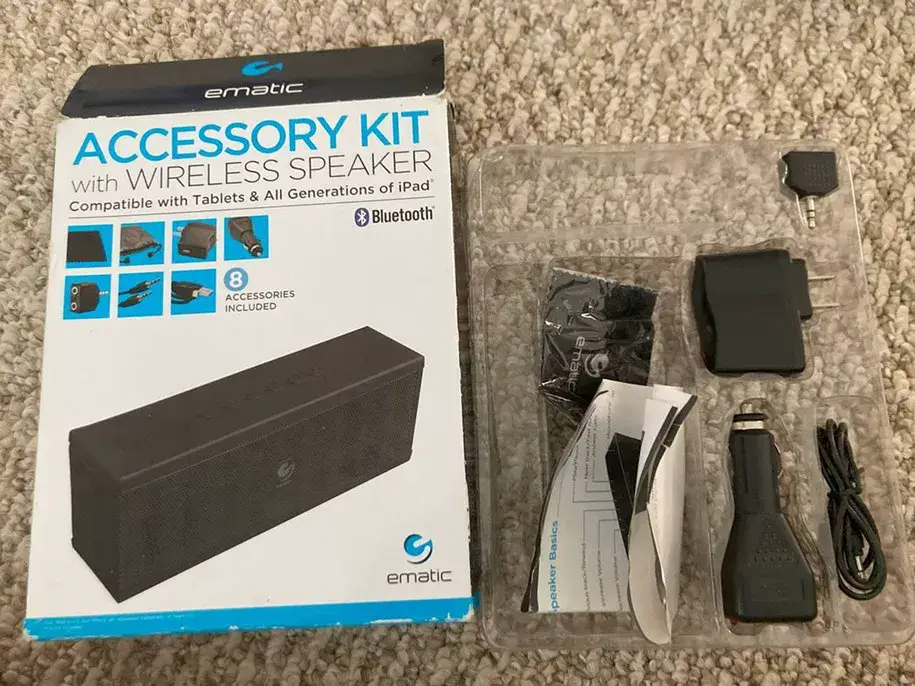 ematic
ACCESSORY KIT
with WIRELESS SPEAKER
Compatible with Tablets & All Generations of iPad®
Bluetooth®
8
ACCESSORIES
INCLUDED
ematic
ematic
Speaker Basics